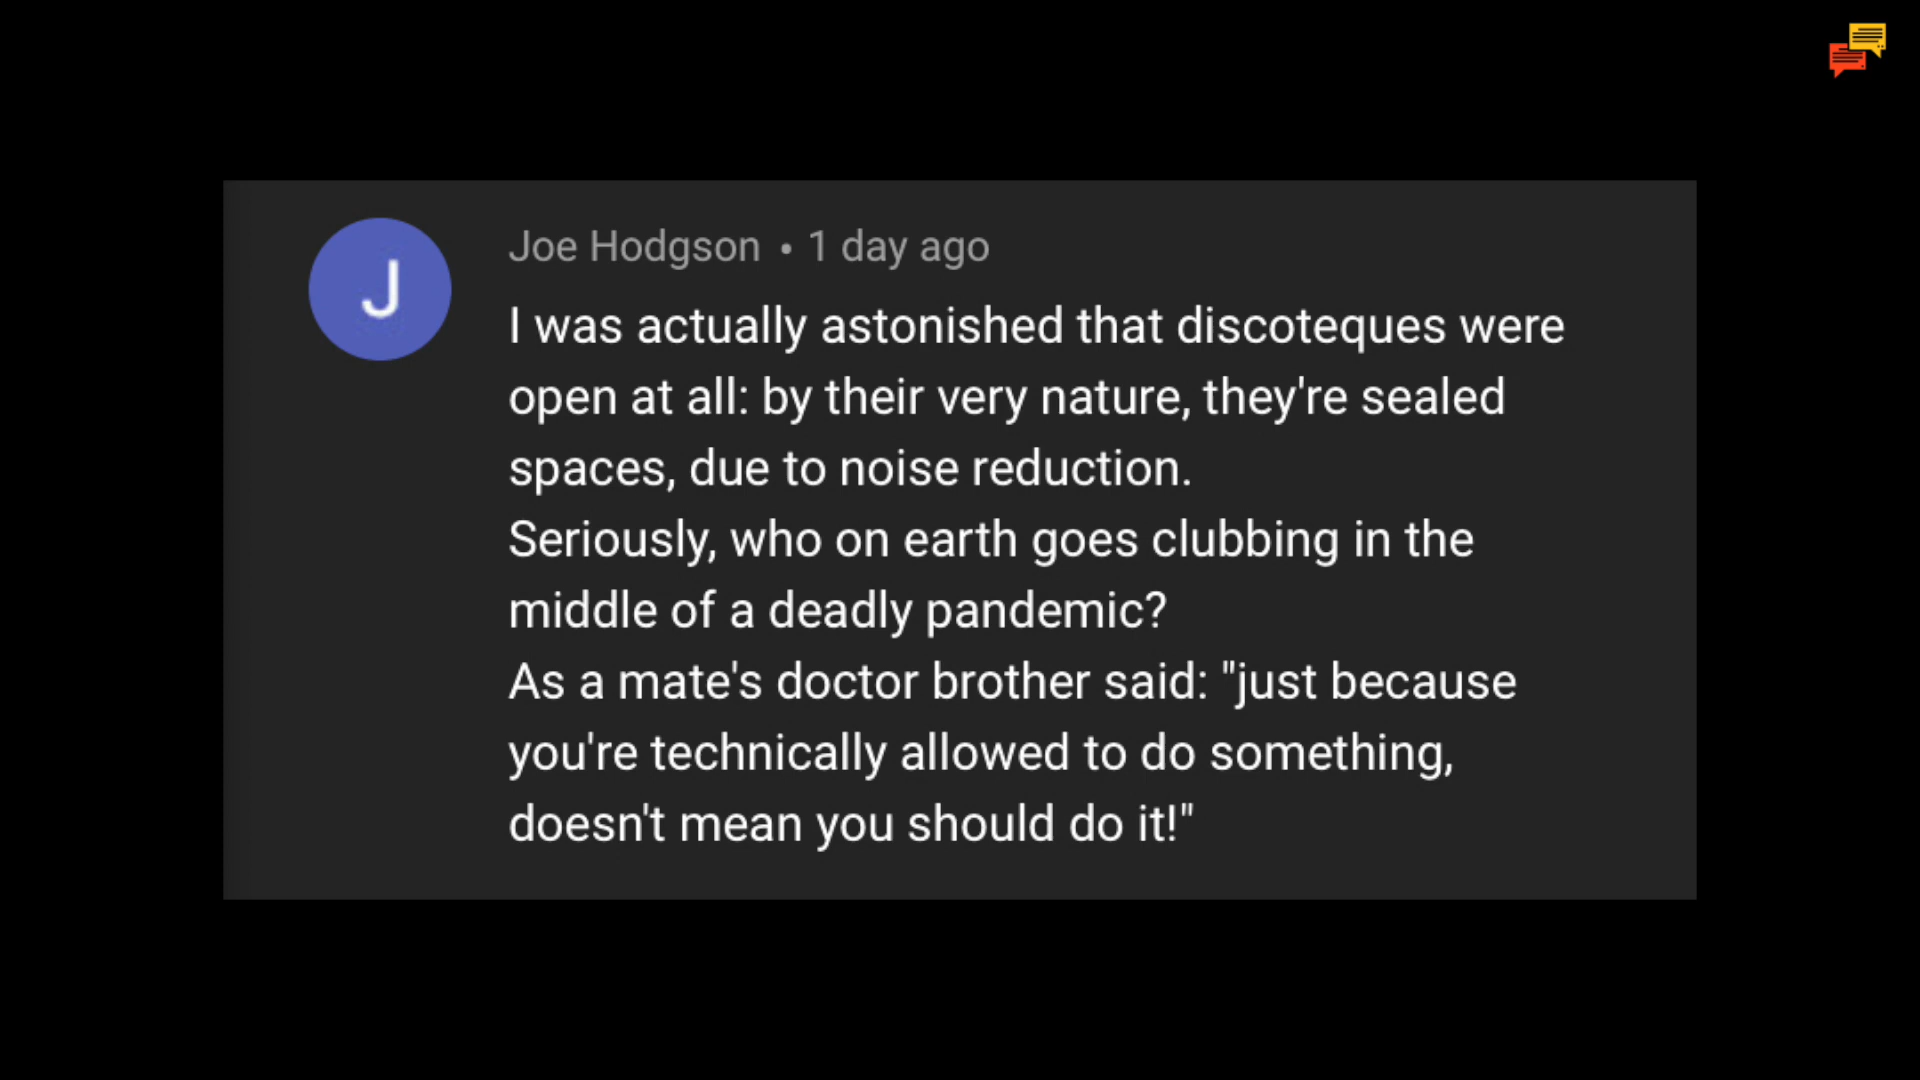 Joe Hodgson • 1 day ago
I was actually astonished that discoteques were
open at all: by their very nature, they're sealed
spaces, due to noise reduction.
Seriously, who on earth goes clubbing in the
middle of a deadly pandemic?
As a mate's doctor brother said: "just because
you're technically allowed to do something,
doesn't mean you should do it!"
J